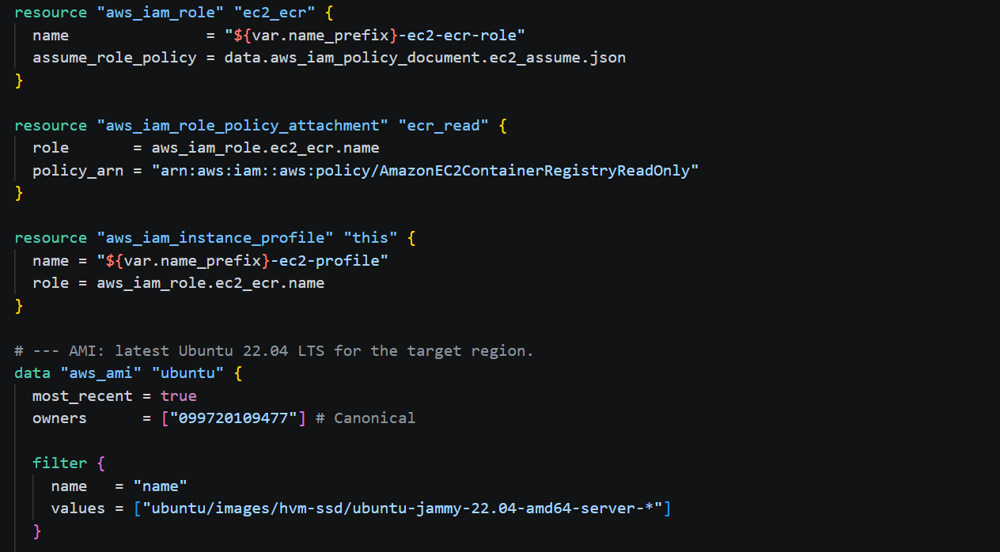 resource "aws_iam_role" "ec2_ecr" {
  name               = "${var.name_prefix}-ec2-ecr-role"
  assume_role_policy = data.aws_iam_policy_document.ec2_assume.json
}

resource "aws_iam_role_policy_attachment" "ecr_read" {
  role       = aws_iam_role.ec2_ecr.name
  policy_arn = "arn:aws:iam::aws:policy/AmazonEC2ContainerRegistryReadOnly"
}

resource "aws_iam_instance_profile" "this" {
  name = "${var.name_prefix}-ec2-profile"
  role = aws_iam_role.ec2_ecr.name
}

# --- AMI: latest Ubuntu 22.04 LTS for the target region.
data "aws_ami" "ubuntu" {
  most_recent = true
  owners      = ["099720109477"] # Canonical

  filter {
    name   = "name"
    values = ["ubuntu/images/hvm-ssd/ubuntu-jammy-22.04-amd64-server-*"]
  }